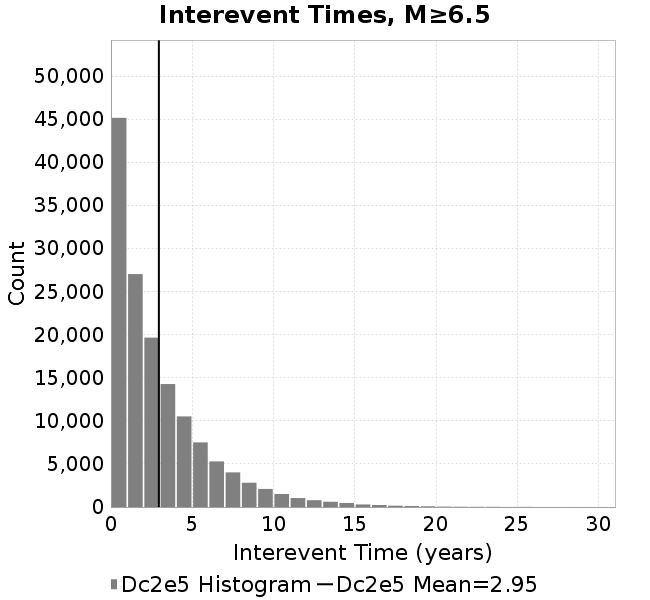 Interevent Times, M≥6.5
Count
50,000
45,000
40,000
35,000
30,000
25,000
20,000
15,000
10,000
5,000
0
0 5 10 15 20 25 30
Interevent Time (years)
Dc2e5 Histogram Dc2e5 Mean=2.95